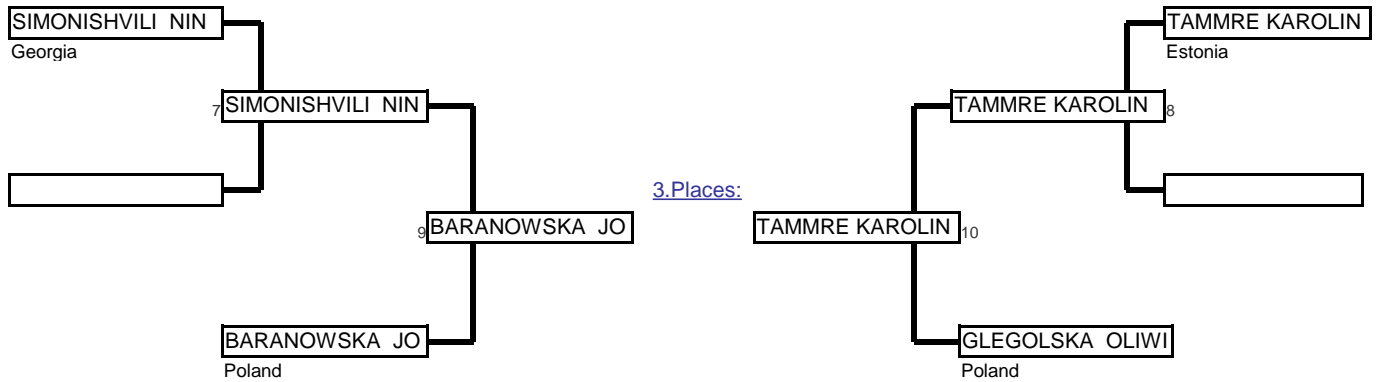 SIMONISHVILI NIN
Georgia
TAMMRE KAROLIN
Estonia
7 SIMONISHVILI NIN
TAMMRE KAROLIN 8
3.Places:
9 BARANOWSKA JO
TAMMRE KAROLIN 10
BARANOWSKA JO
Poland
GLEGOLSKA OLIWI
Poland